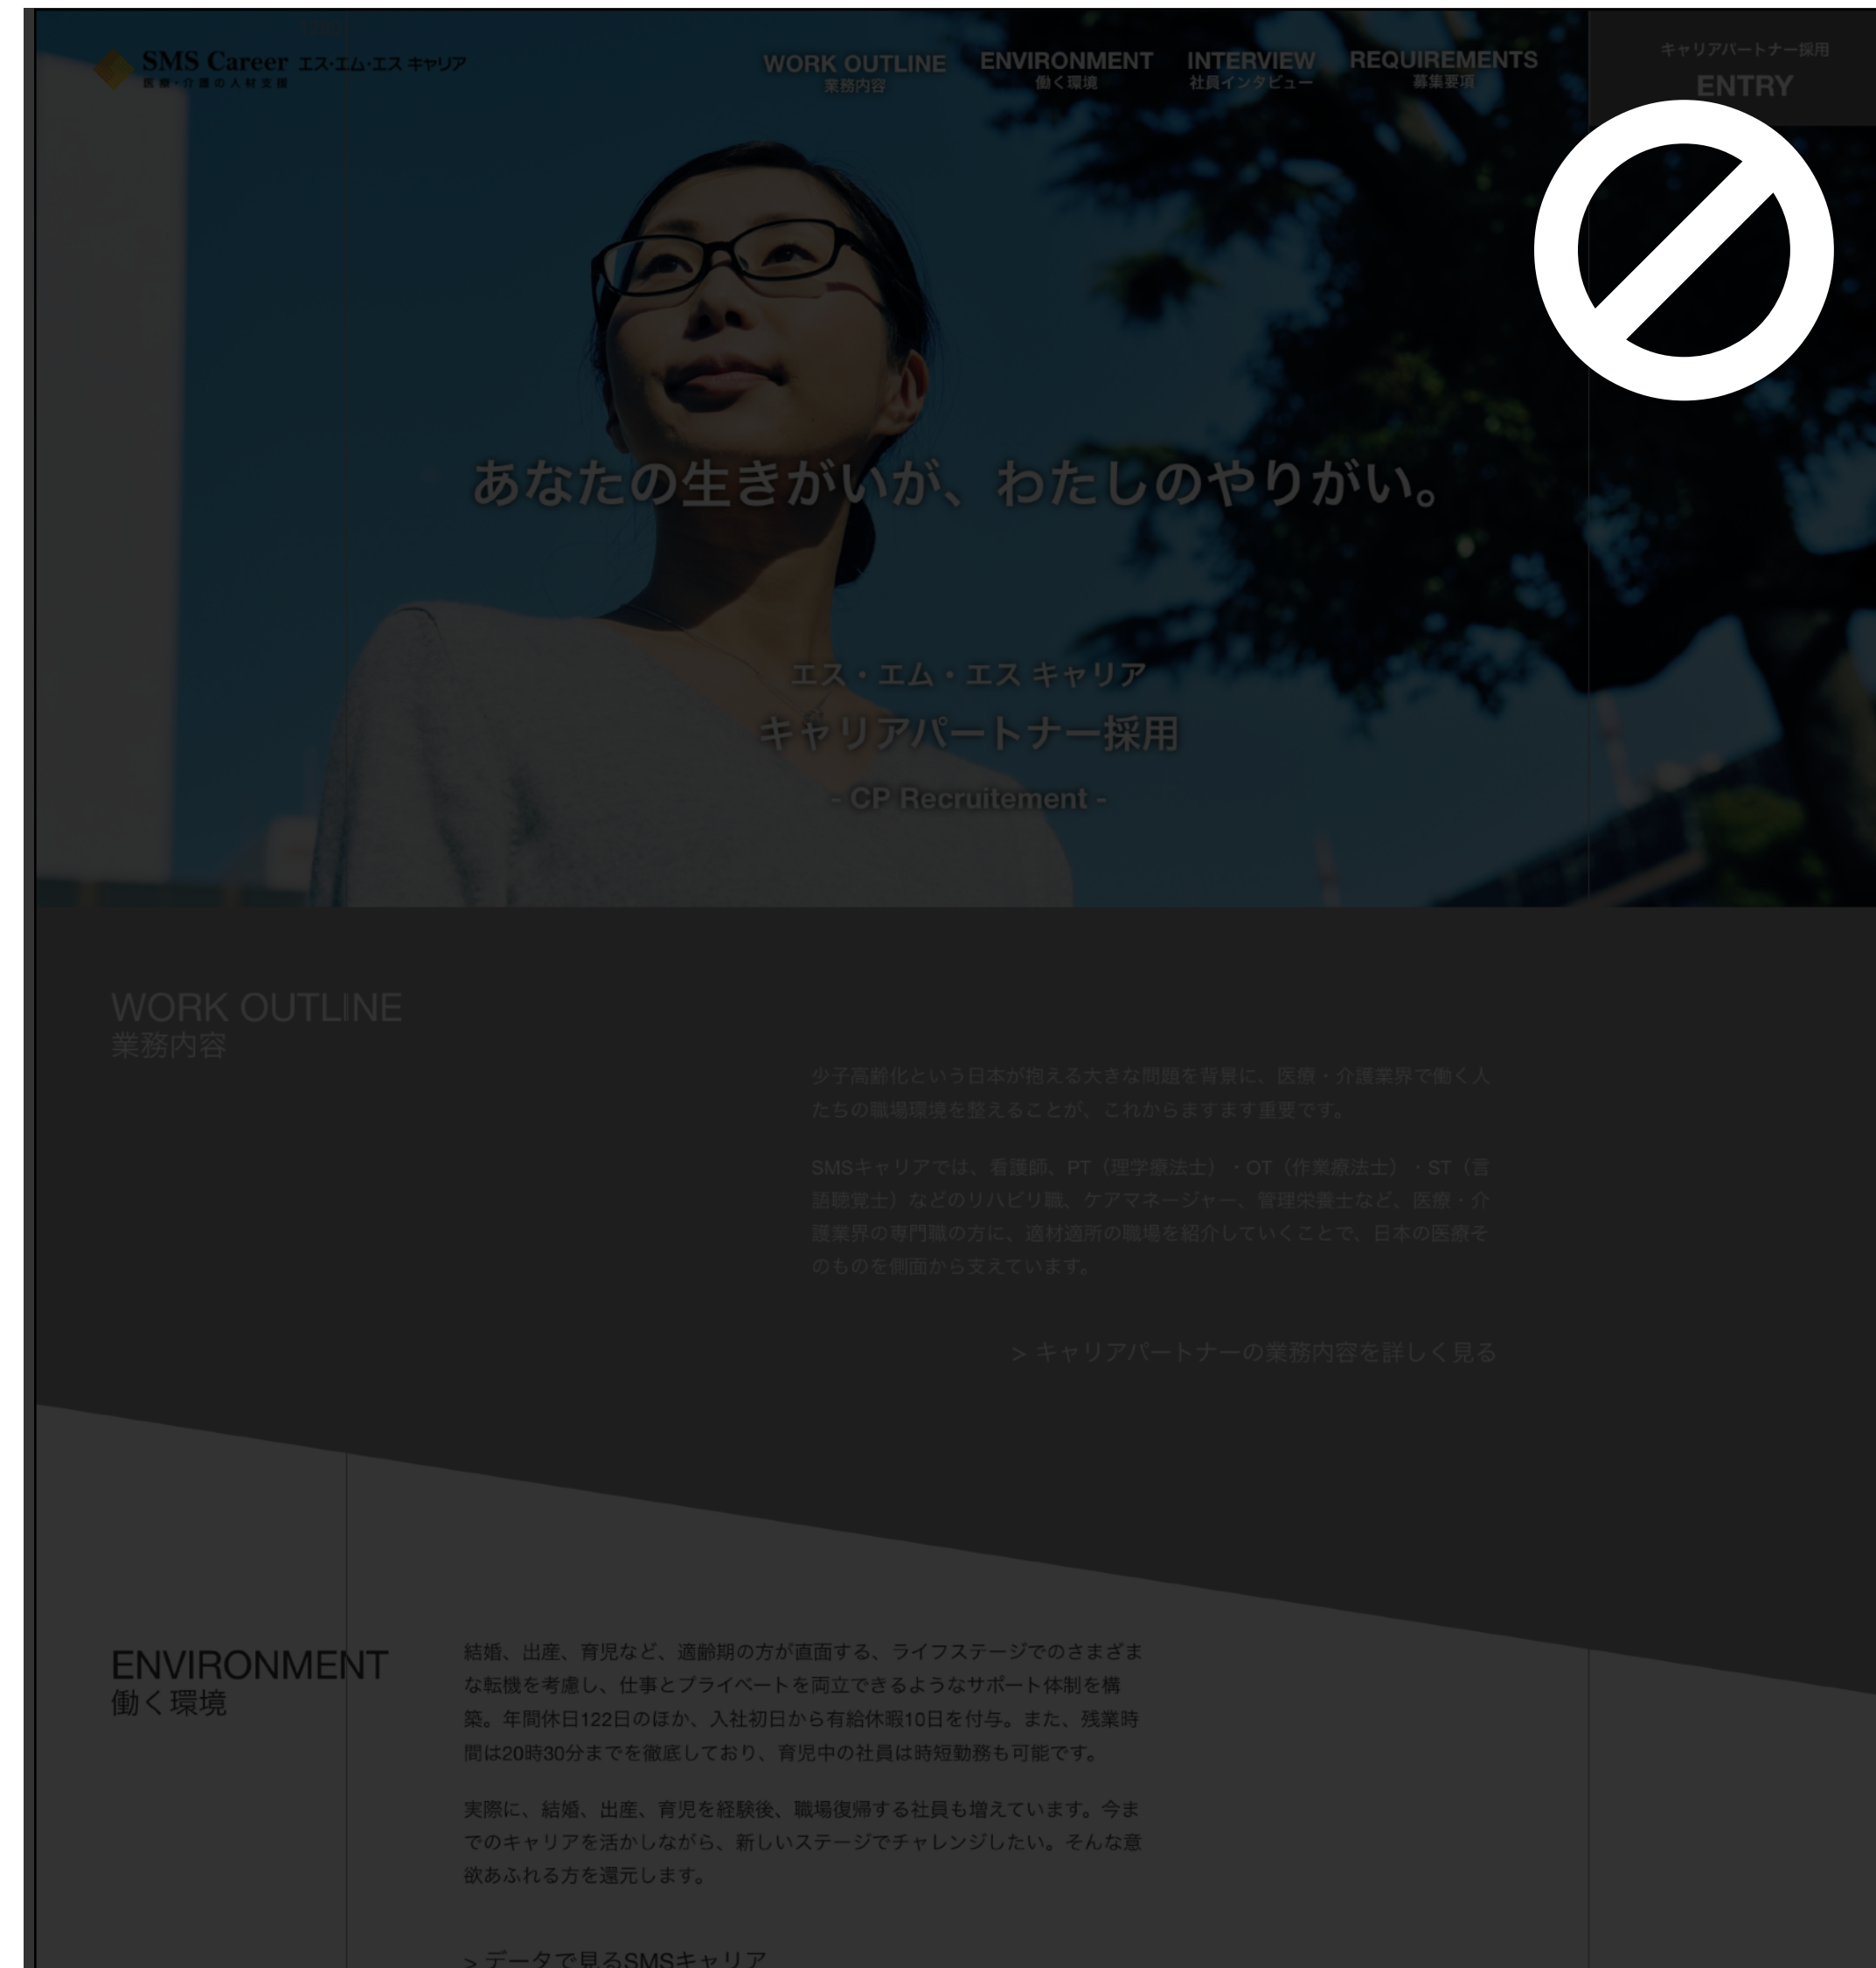 SMS Career エス・エム・エス キャリア
医療・介護の人材支援
WORK OUTLINE
業務内容
ENVIRONMENT
働く環境
INTERVIEW
社員インタビュー
REQUIREMENTS
募集要項
キャリアパートナー採用
ENTRY
あなたの生きがいが、わたしのやりがい。
エス・エム・エス キャリア
キャリアパートナー採用
- CP Recruitement -
WORK OUTLINE
業務内容
少子高齢化という日本が抱える大きな問題を背景に、医療・介護業界で働く人
たちの職場環境を整えることが、これからますます重要です。
SMSキャリアでは、看護師、PT（理学療法士）・OT（作業療法士）・ST（言
語聴覚士）などのリハビリ職、ケアマネージャー、管理栄養士など、医療・介
護業界の専門職の方に、適材適所の職場を紹介していくことで、日本の医療そ
のものを側面から支えています。
> キャリアパートナーの業務内容を詳しく見る
ENVIRONMENT
働く環境
結婚、出産、育児など、適齢期の方が直面する、ライフステージでのさまざま
な転機を考慮し、仕事とプライベートを両立できるようなサポート体制を構
築。年間休日122日のほか、入社初日から有給休暇10日を付与。また、残業時
間は20時30分までを徹底しており、育児中の社員は時短勤務も可能です。
実際に、結婚、出産、育児を経験後、職場復帰する社員も増えています。今ま
でのキャリアを活かしながら、新しいステージでチャレンジしたい。そんな意
欲あふれる方を還元します。
> データで見るSMSキャリア